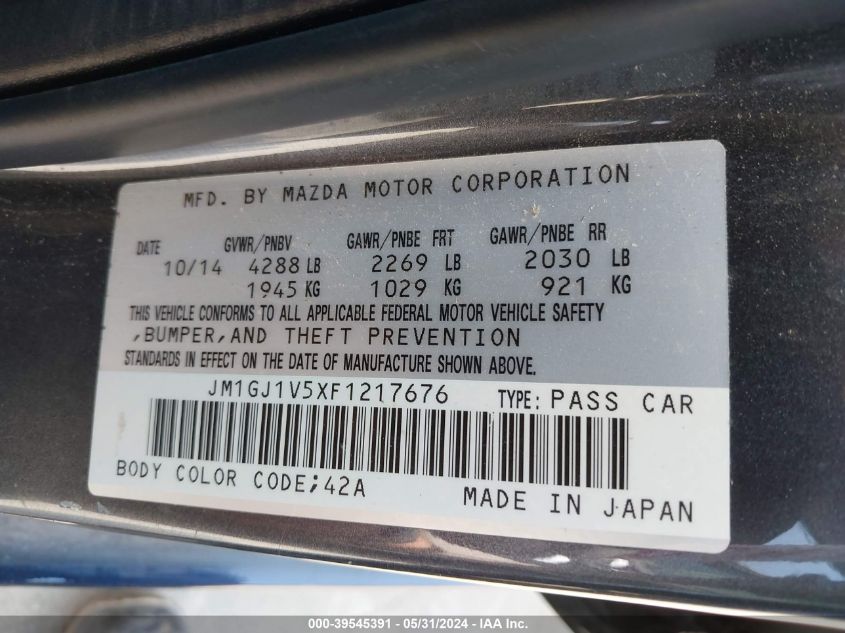 MFD. BY MAZDA MOTOR CORPORATION
DATE GVWR/PNBV GAWR/PNBE FRT GAWR/PNBE RR
10/14 4288 LB 2269 LB 2030 LB
1945 KG 1029 KG 921 KG
THIS VEHICLE CONFORMS TO ALL APPLICABLE FEDERAL MOTOR VEHICLE SAFETY
,BUMPER,AND THEFT PREVENTION
STANDARDS IN EFFECT ON THE DATE OF MANUFACTURE SHOWN ABOVE.
JM1GJ1V5XF1217676 TYPE: PASS CAR
BODY COLOR CODE;42A MADE IN JAPAN
000-39545391 - 05/31/2024 - IAA Inc.